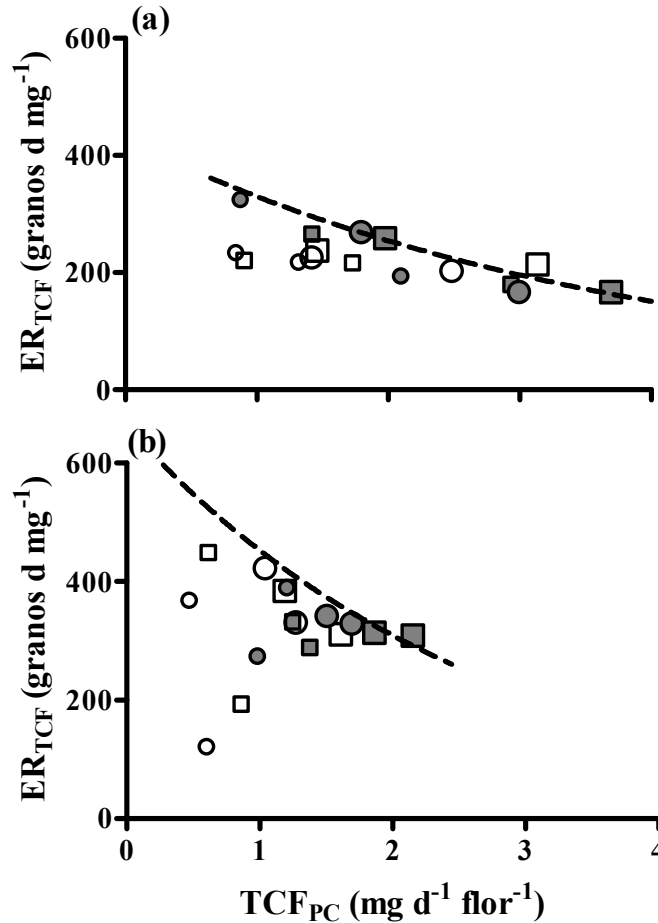 (a)
600
400
200
0
ER_TCF (granos d mg⁻¹)
(b)
600
400
200
0
ER_TCF (granos d mg⁻¹)
0 1 2 3 4
TCF_PC (mg d⁻¹ flor⁻¹)